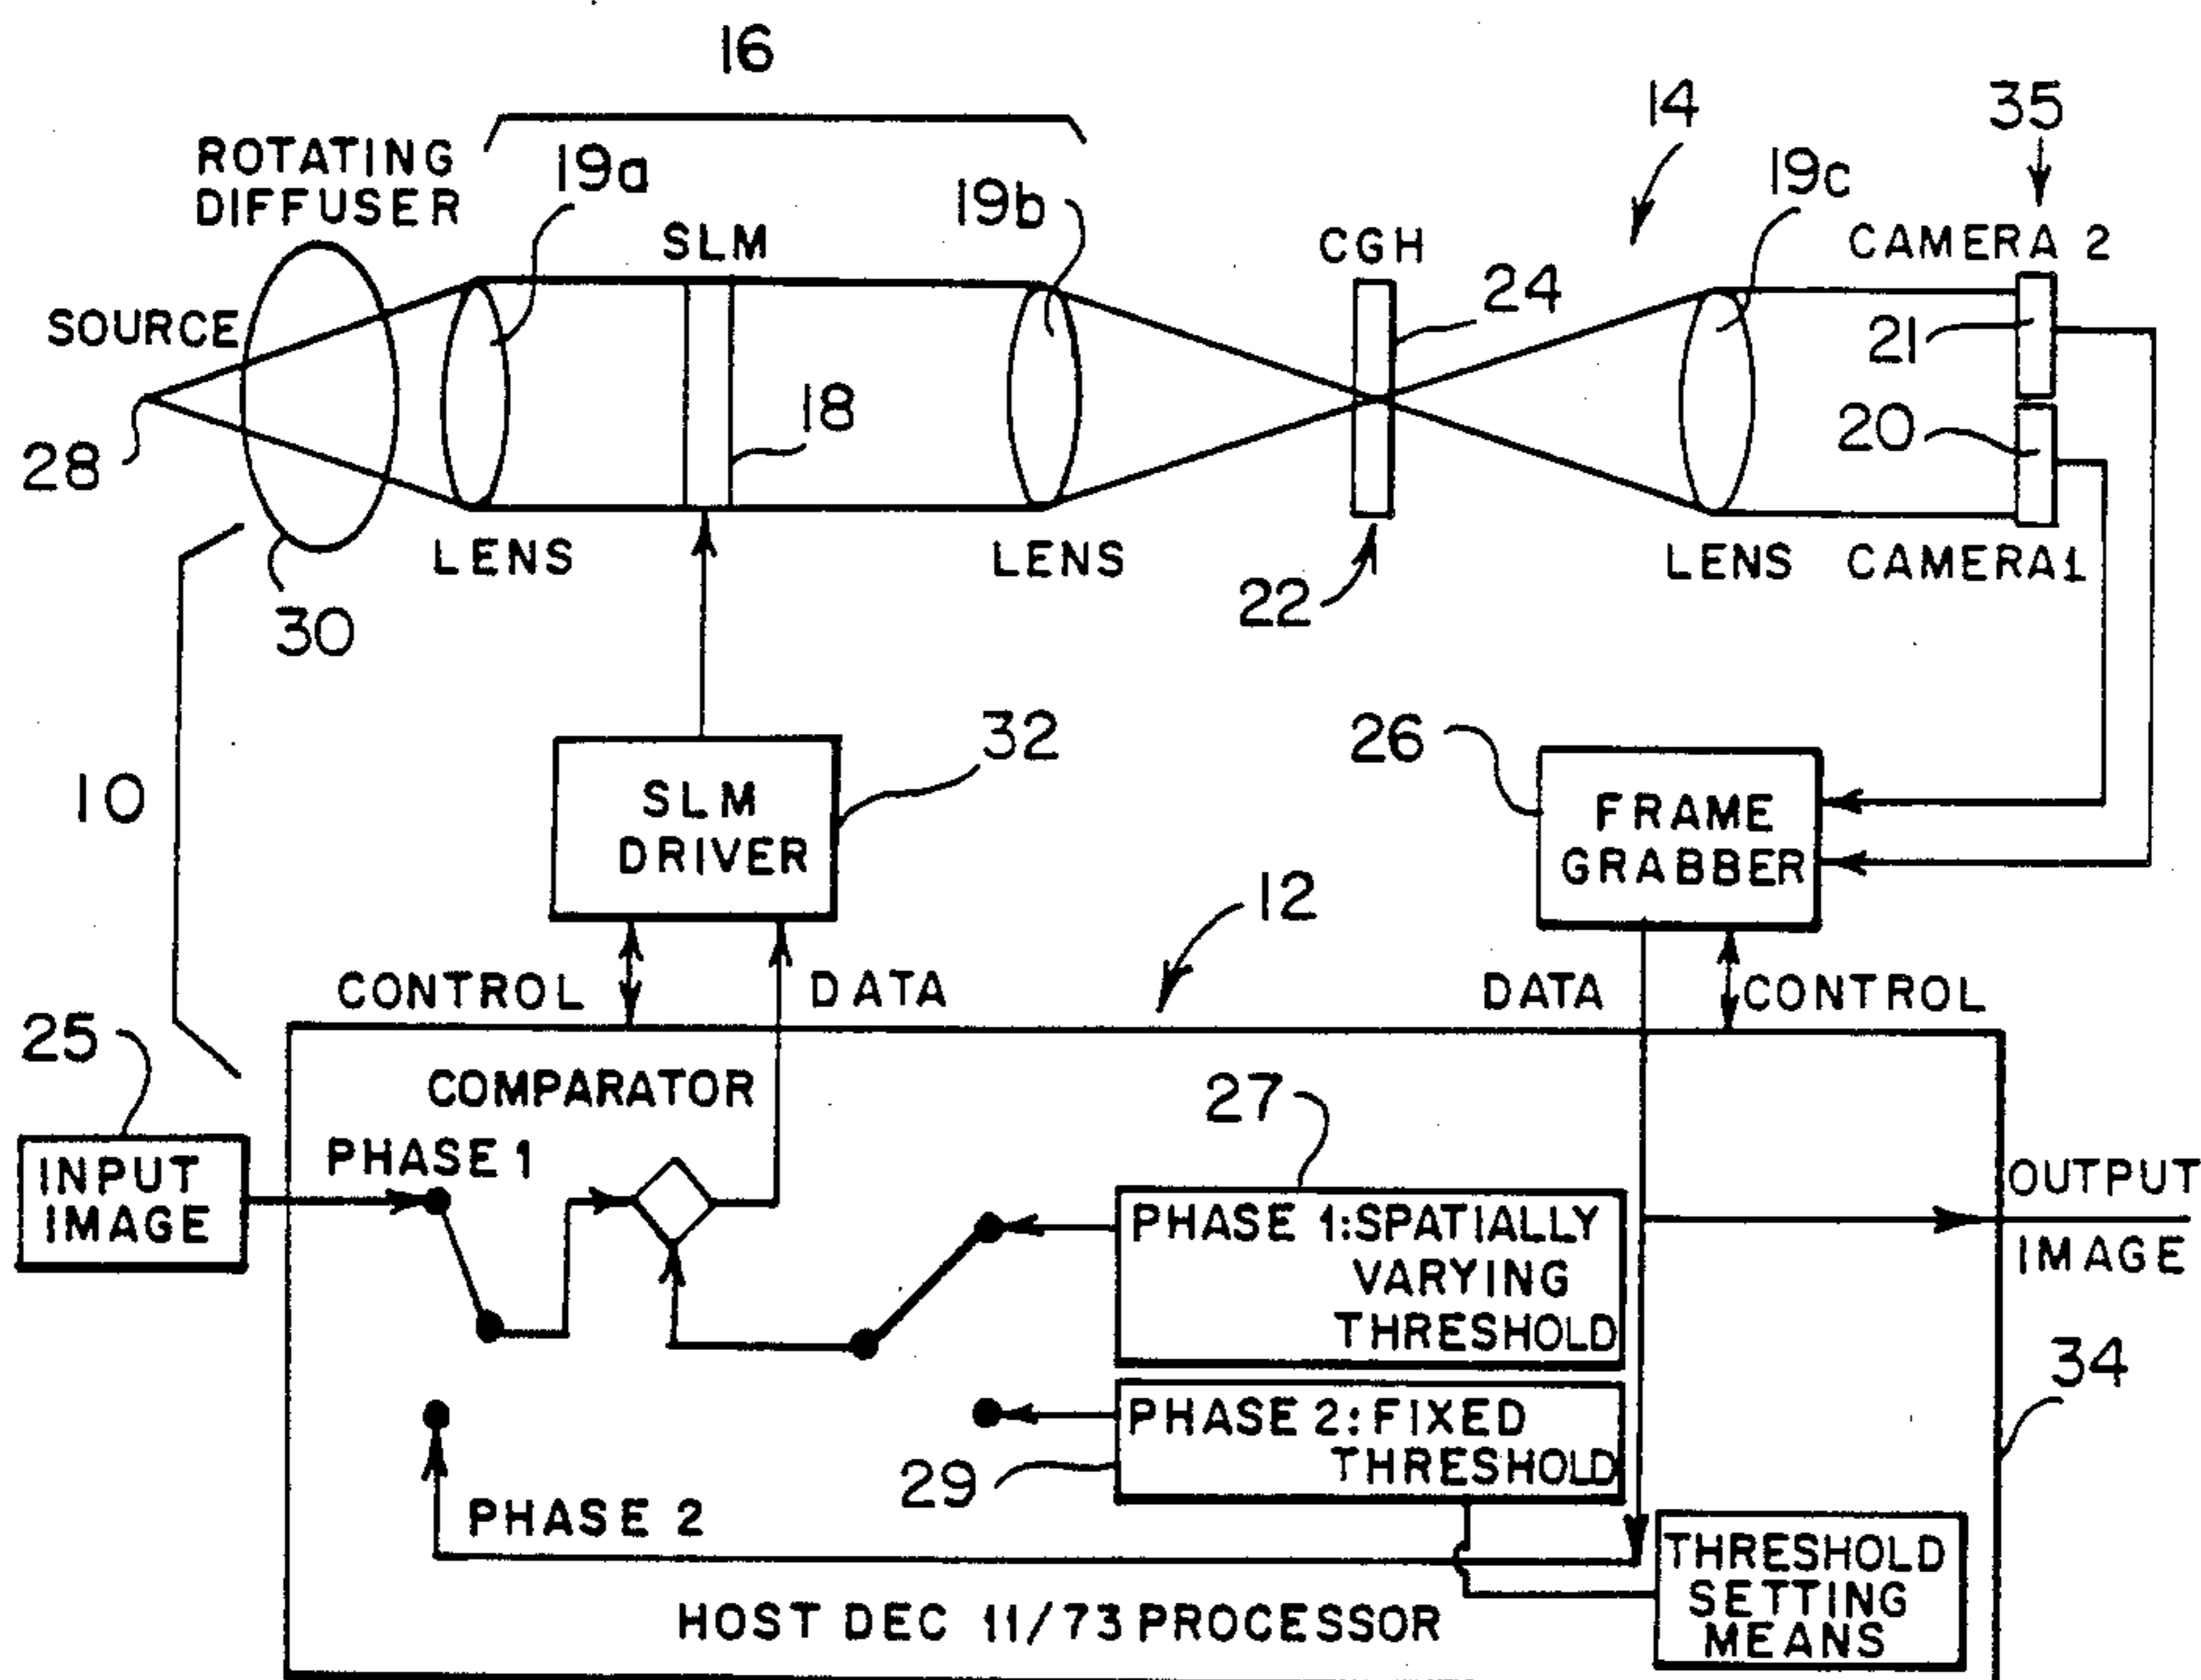 16
14
35
ROTATING
DIFFUSER
19a
19b
19c
SLM
CGH
CAMERA 2
24
SOURCE
21
18
20
28
LENS
LENS
22
LENS
CAMERA1
30
32
26
10
SLM
DRIVER
FRAME
GRABBER
12
CONTROL
DATA
DATA
CONTROL
25
COMPARATOR
27
PHASE 1
INPUT
IMAGE
PHASE 1:SPATIALLY
VARYING
THRESHOLD
OUTPUT
IMAGE
34
PHASE 2:FIXED
THRESHOLD
29
PHASE 2
THRESHOLD
SETTING
MEANS
HOST DEC 11/73 PROCESSOR